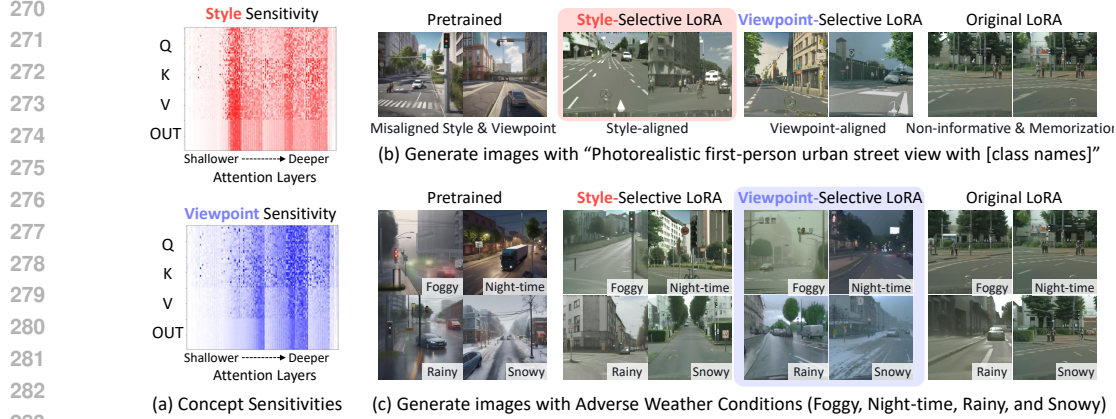 270
271
272
273
274
275
276
277
278
279
280
281
282
Style Sensitivity
Q
K
V
OUT
Shallower ----------> Deeper
Attention Layers
Viewpoint Sensitivity
Q
K
V
OUT
Shallower ----------> Deeper
Attention Layers
(a) Concept Sensitivities
Pretrained
Style-Selective LoRA
Viewpoint-Selective LoRA
Original LoRA
Misaligned Style & Viewpoint
Style-aligned
Viewpoint-aligned
Non-informative & Memorization
(b) Generate images with “Photorealistic first-person urban street view with [class names]”
Pretrained
Style-Selective LoRA
Viewpoint-Selective LoRA
Original LoRA
Foggy
Night-time
Foggy
Night-time
Foggy
Night-time
Foggy
Night-time
Rainy
Snowy
Rainy
Snowy
Rainy
Snowy
Rainy
Snowy
(c) Generate images with Adverse Weather Conditions (Foggy, Night-time, Rainy, and Snowy)